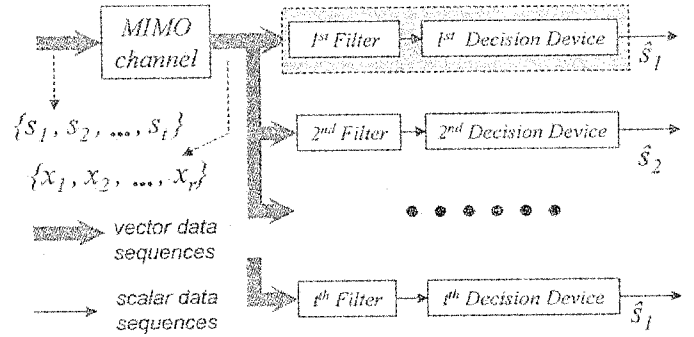 MIMO channel
1st Filter
1st Decision Device
ŝ1
{s1, s2, ..., st}
{x1, x2, ..., xr}
2nd Filter
2nd Decision Device
ŝ2
vector data sequences
tth Filter
tth Decision Device
ŝ1
scalar data sequences